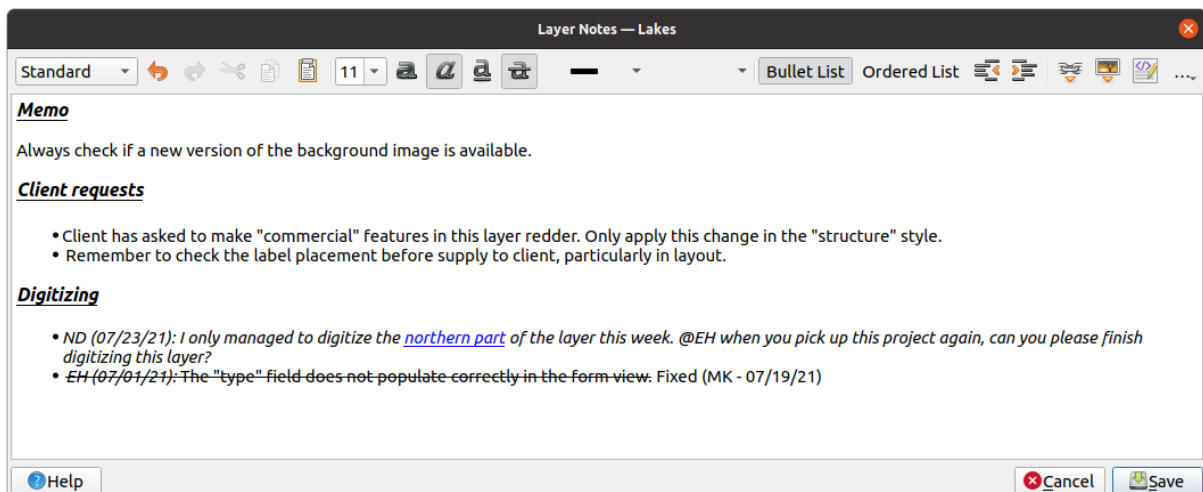 Layer Notes — Lakes
Standard 11 a a a a Bullet List Ordered List ...
Memo
Always check if a new version of the background image is available.
Client requests
• Client has asked to make "commercial" features in this layer redder. Only apply this change in the "structure" style.
• Remember to check the label placement before supply to client, particularly in layout.
Digitizing
• ND (07/23/21): I only managed to digitize the northern part of the layer this week. @EH when you pick up this project again, can you please finish
digitizing this layer?
• EH (07/01/21): The "type" field does not populate correctly in the form view. Fixed (MK - 07/19/21)
Help Cancel Save